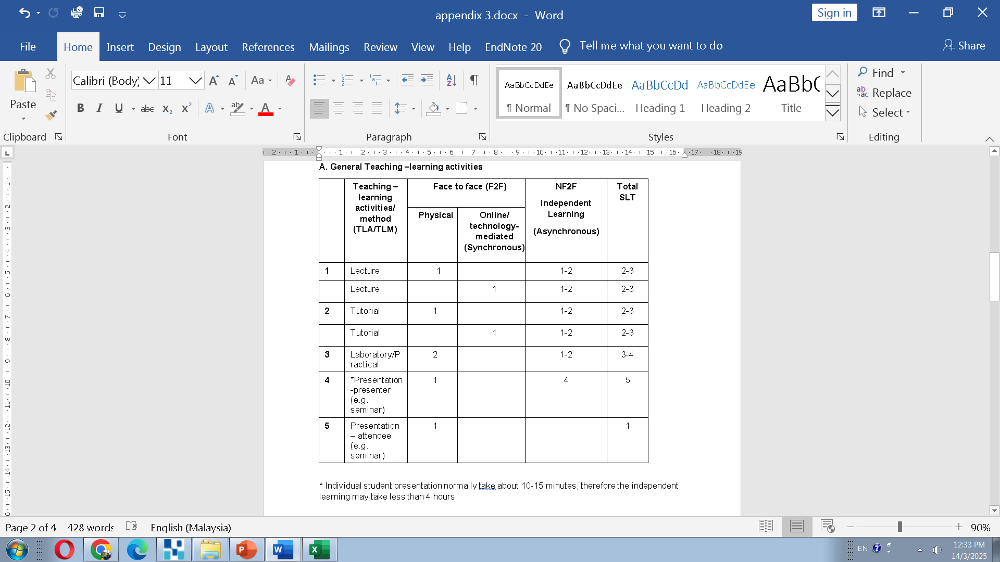 appendix 3.docx - Word
Sign in
File Home Insert Design Layout References Mailings Review View Help EndNote 20 Tell me what you want to do Share
Paste
Clipboard
Calibri (Body) 11
Font
Paragraph
AaBbCcDdEe AaBbCcDdEe AaBbCcDd AaBbCcDdEe AaBbC
¶ Normal ¶ No Spaci... Heading 1 Heading 2 Title
Styles
Find
Replace
Select
Editing
A. General Teaching –learning activities
Teaching –
learning
activities/
method
(TLA/TLM)
Face to face (F2F)
Physical
Online/
technology-
mediated
(Synchronous)
NF2F
Independent
Learning
(Asynchronous)
Total
SLT
1 Lecture 1 1-2 2-3
Lecture 1 1-2 2-3
2 Tutorial 1 1-2 2-3
Tutorial 1 1-2 2-3
3 Laboratory/P 2 1-2 3-4
ractical
4 *Presentation 1 4 5
-presenter
(e.g.
seminar)
5 Presentation 1 1
– attendee
(e.g.
seminar)
* Individual student presentation normally take about 10-15 minutes, therefore the independent
learning may take less than 4 hours
Page 2 of 4 428 words English (Malaysia) 90%
EN
12:33 PM
14/3/2025